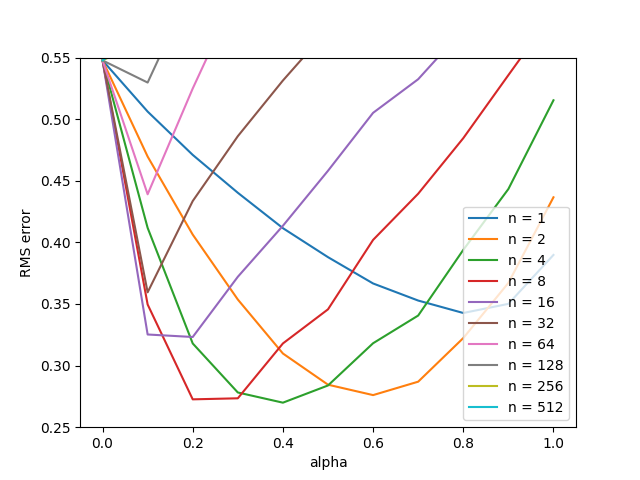 0.55
0.50
0.45
0.40
0.35
0.30
0.25
RMS error
0.0
0.2
0.4
0.6
0.8
1.0
alpha
n = 1
n = 2
n = 4
n = 8
n = 16
n = 32
n = 64
n = 128
n = 256
n = 512